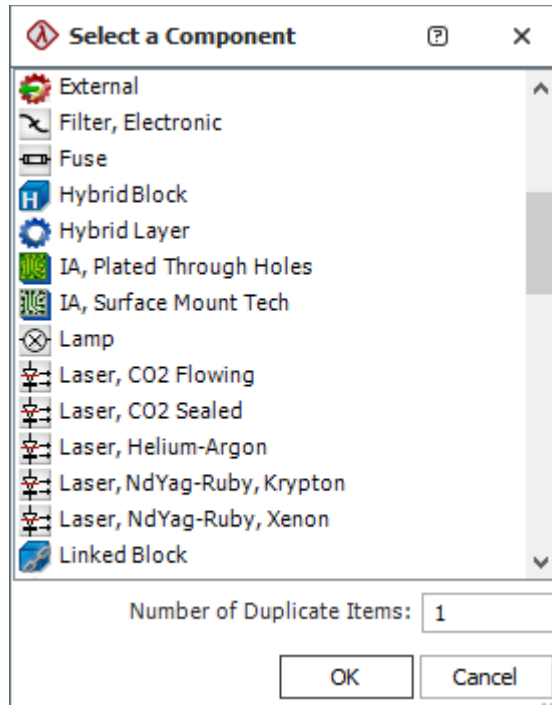 Select a Component
External
Filter, Electronic
Fuse
Hybrid Block
Hybrid Layer
IA, Plated Through Holes
IA, Surface Mount Tech
Lamp
Laser, CO2 Flowing
Laser, CO2 Sealed
Laser, Helium-Argon
Laser, NdYag-Ruby, Krypton
Laser, NdYag-Ruby, Xenon
Linked Block
Number of Duplicate Items: 1
OK Cancel